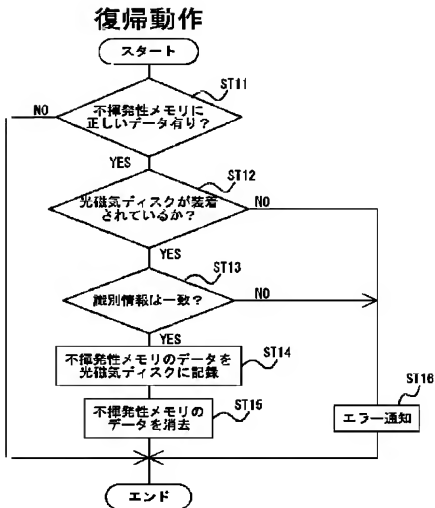 復帰動作
スタート
ST11
不揮発性メモリに
正しいデータ有り？
NO
YES
ST12
光磁気ディスクが装着
されているか？
NO
YES
ST13
識別情報は一致？
NO
YES
ST14
不揮発性メモリのデータを
光磁気ディスクに記録
ST15
不揮発性メモリの
データを消去
ST16
エラー通知
エンド